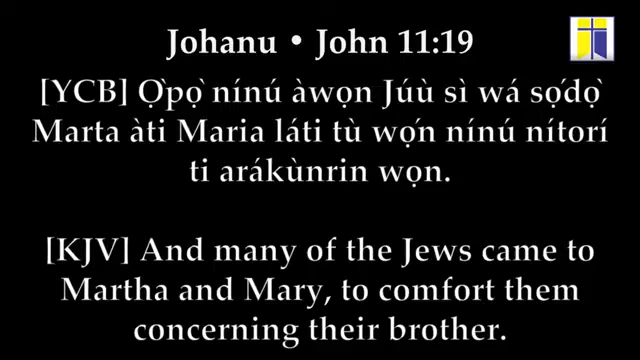 Johanu • John 11:19
[YCB] Ọ̀pọ̀ nínú àwọn Júù sì wá sọ́dọ̀
Marta àti Maria láti tù wọ́n nínú nítorí
ti arákùnrin wọn.
[KJV] And many of the Jews came to
Martha and Mary, to comfort them
concerning their brother.